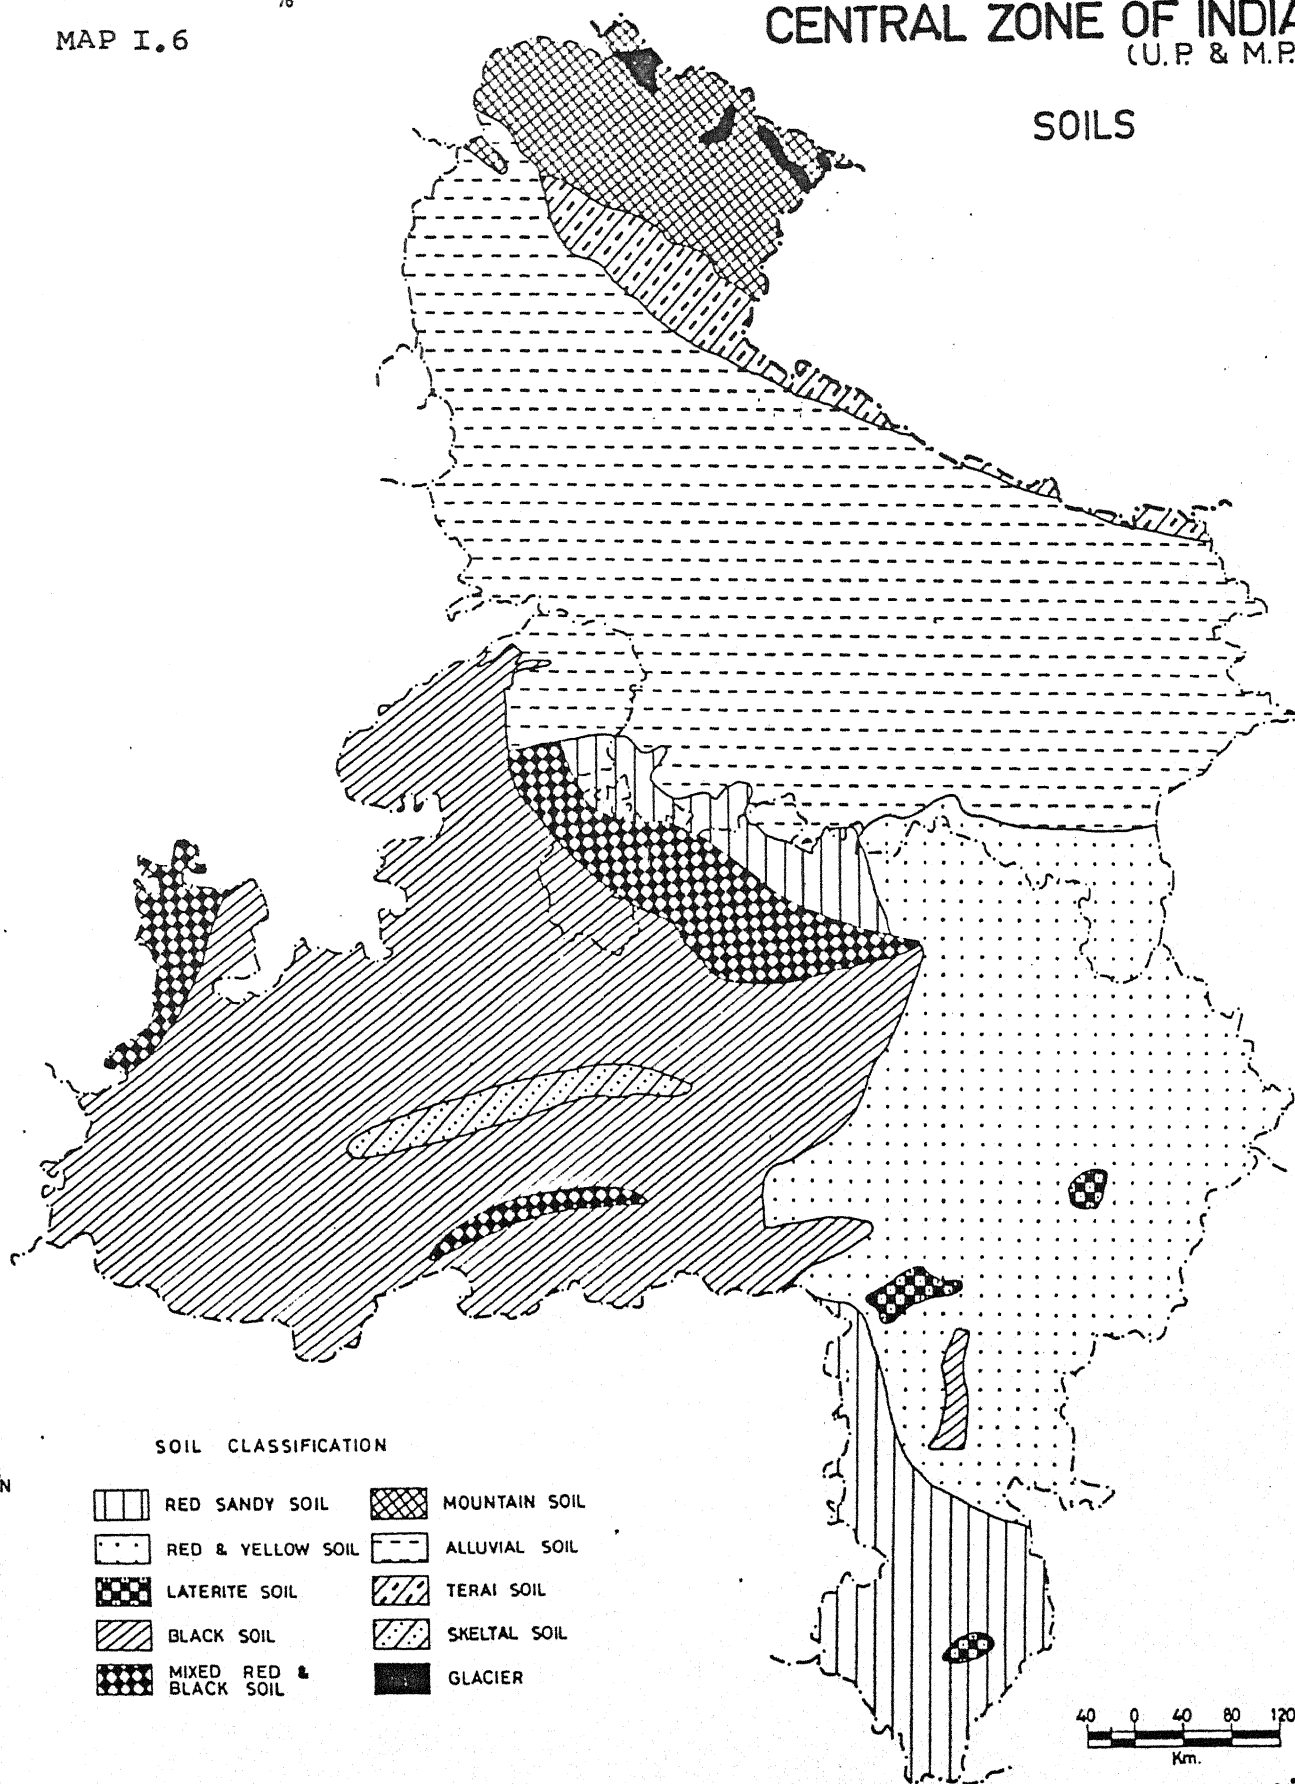 76
MAP I.6
CENTRAL ZONE OF INDIA
(U.P. & M.P.
SOILS
SOIL CLASSIFICATION
RED SANDY SOIL
RED & YELLOW SOIL
LATERITE SOIL
BLACK SOIL
MIXED RED &
BLACK SOIL
MOUNTAIN SOIL
ALLUVIAL SOIL
TERAI SOIL
SKELTAL SOIL
GLACIER
N
40 0 40 80 120
Km.